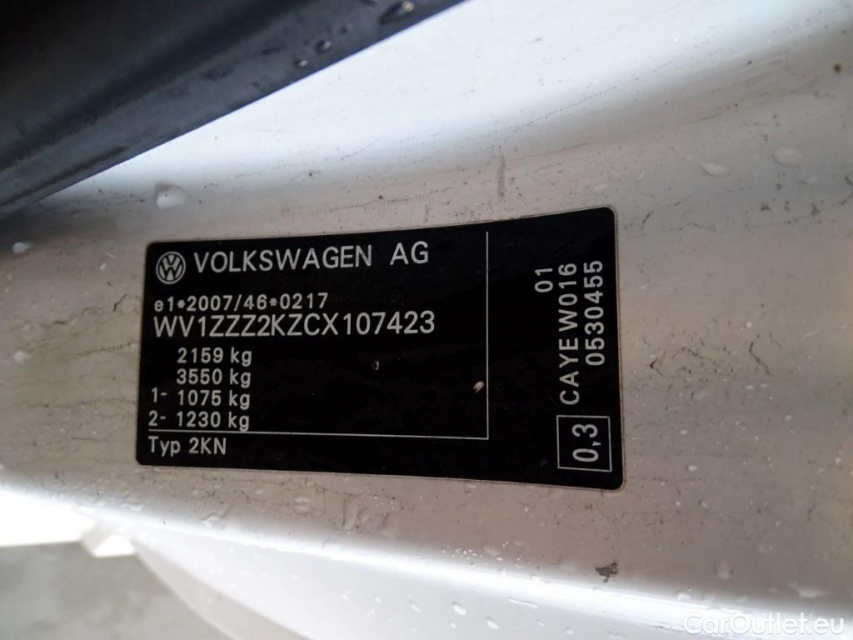 VOLKSWAGEN AG
e1*2007/46*0217
WV1ZZZ2KZCX107423
2159 kg
3550 kg
1- 1075 kg
2- 1230 kg
Typ 2KN
01
CAYEW016
0530455
0,3
CarOutlet.eu